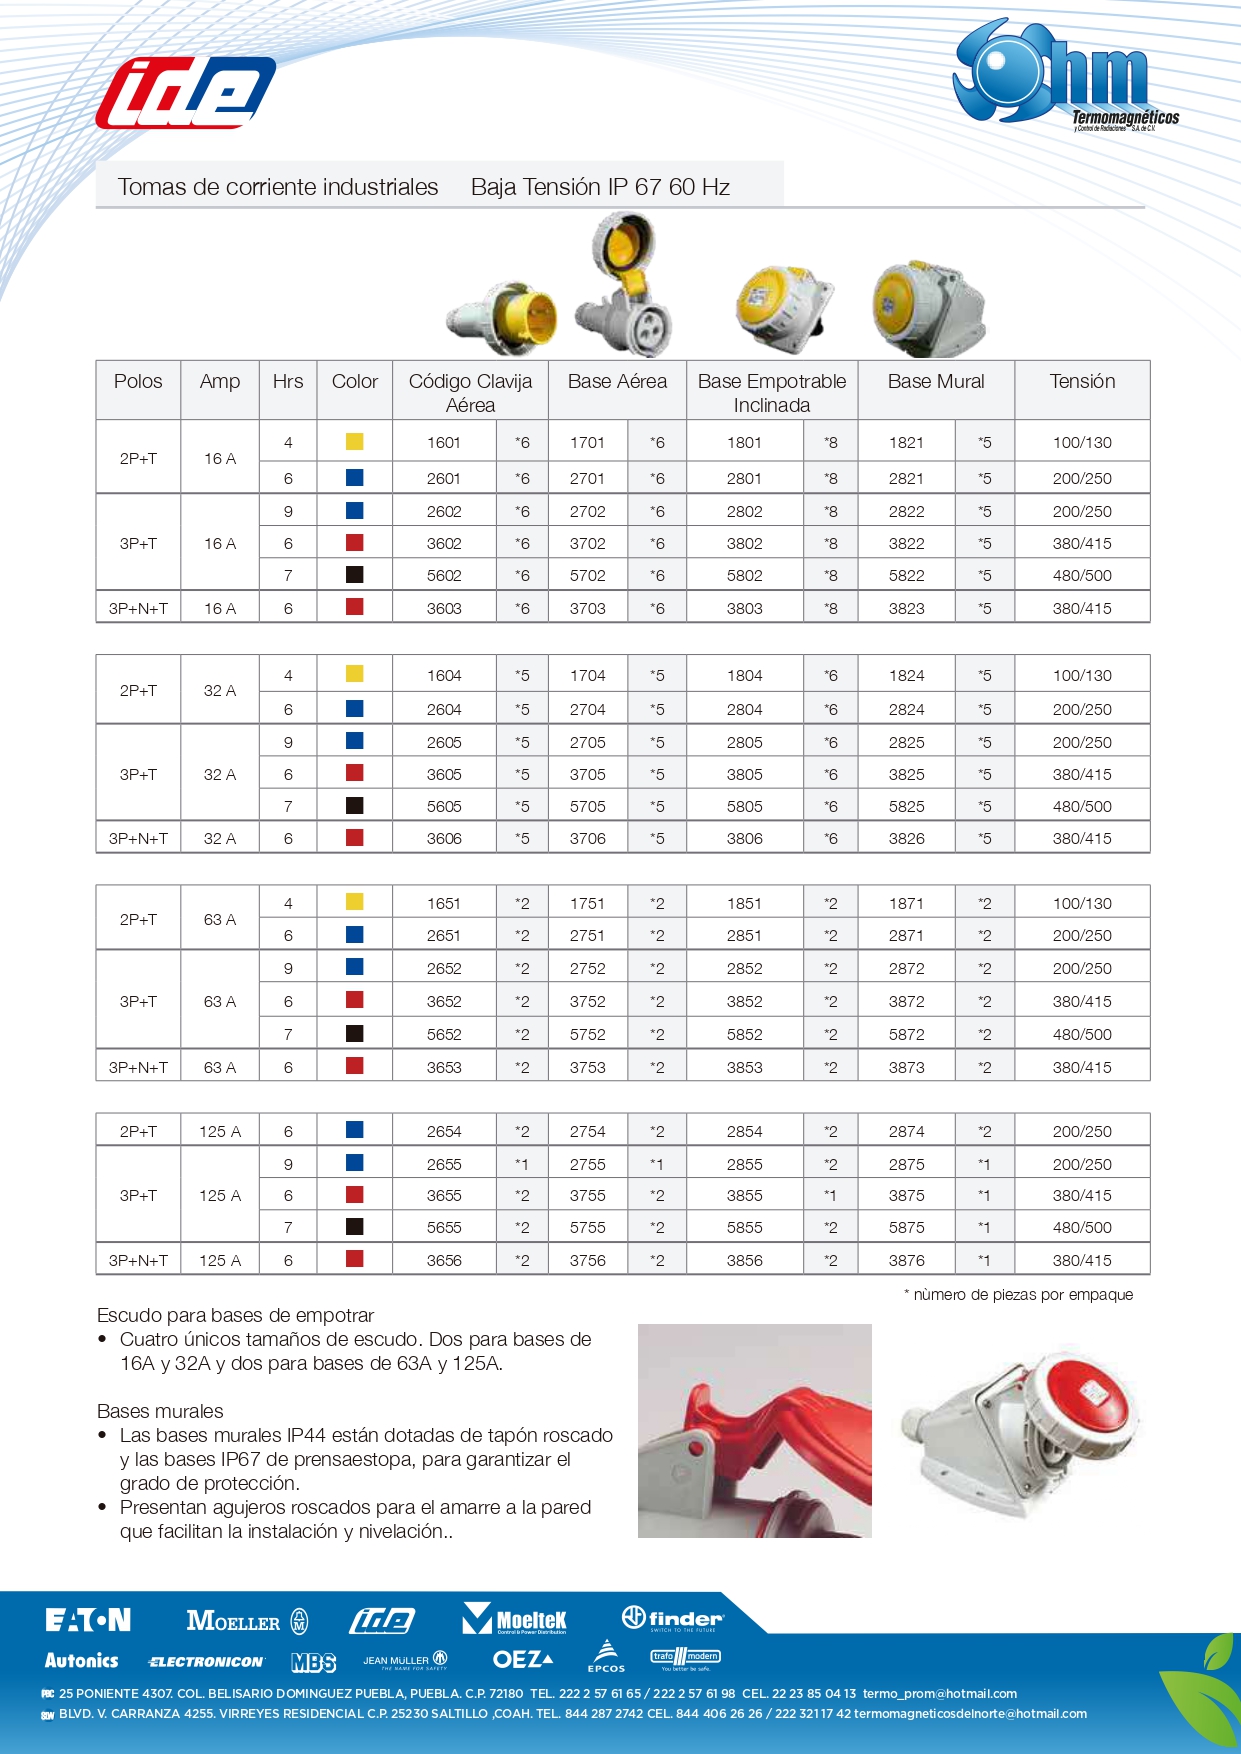 ide
Ohm
Termomagnéticos
y Control de Radiaciones S.A. de C.V.
Tomas de corriente industriales Baja Tensión IP 67 60 Hz
Polos Amp Hrs Color Código Clavija Aérea Base Aérea Base Empotrable Inclinada Base Mural Tensión
2P+T 16 A 4 1601 *6 1701 *6 1801 *8 1821 *5 100/130
6 2601 *6 2701 *6 2801 *8 2821 *5 200/250
3P+T 16 A 9 2602 *6 2702 *6 2802 *8 2822 *5 200/250
6 3602 *6 3702 *6 3802 *8 3822 *5 380/415
7 5602 *6 5702 *6 5802 *8 5822 *5 480/500
3P+N+T 16 A 6 3603 *6 3703 *6 3803 *8 3823 *5 380/415
2P+T 32 A 4 1604 *5 1704 *5 1804 *6 1824 *5 100/130
6 2604 *5 2704 *5 2804 *6 2824 *5 200/250
3P+T 32 A 9 2605 *5 2705 *5 2805 *6 2825 *5 200/250
6 3605 *5 3705 *5 3805 *6 3825 *5 380/415
7 5605 *5 5705 *5 5805 *6 5825 *5 480/500
3P+N+T 32 A 6 3606 *5 3706 *5 3806 *6 3826 *5 380/415
2P+T 63 A 4 1651 *2 1751 *2 1851 *2 1871 *2 100/130
6 2651 *2 2751 *2 2851 *2 2871 *2 200/250
3P+T 63 A 9 2652 *2 2752 *2 2852 *2 2872 *2 200/250
6 3652 *2 3752 *2 3852 *2 3872 *2 380/415
7 5652 *2 5752 *2 5852 *2 5872 *2 480/500
3P+N+T 63 A 6 3653 *2 3753 *2 3853 *2 3873 *2 380/415
2P+T 125 A 6 2654 *2 2754 *2 2854 *2 2874 *2 200/250
3P+T 125 A 9 2655 *1 2755 *1 2855 *2 2875 *1 200/250
6 3655 *2 3755 *2 3855 *1 3875 *1 380/415
7 5655 *2 5755 *2 5855 *2 5875 *1 480/500
3P+N+T 125 A 6 3656 *2 3756 *2 3856 *2 3876 *1 380/415
* nùmero de piezas por empaque
Escudo para bases de empotrar
• Cuatro únicos tamaños de escudo. Dos para bases de
16A y 32A y dos para bases de 63A y 125A.
Bases murales
• Las bases murales IP44 están dotadas de tapón roscado
y las bases IP67 de prensaestopa, para garantizar el
grado de protección.
• Presentan agujeros roscados para el amarre a la pared
que facilitan la instalación y nivelación..
EATON MOELLER ide Moeltek finder
Control & Power Distribution
SWITCH TO THE FUTURE
Autonics ELECTRONICON MBS JEAN MULLER OEZ EPCOS trafo modern
THE NAME FOR SAFETY
You better be safe.
25 PONIENTE 4307. COL. BELISARIO DOMINGUEZ PUEBLA, PUEBLA. C.P. 72180 TEL. 222 2 57 61 65 / 222 2 57 61 98 CEL. 22 23 85 04 13 termo_prom@hotmail.com
BLVD. V. CARRANZA 4255. VIRREYES RESIDENCIAL C.P. 25230 SALTILLO ,COAH. TEL. 844 287 2742 CEL. 844 406 26 26 / 222 321 17 42 termomagneticosdelnorte@hotmail.com